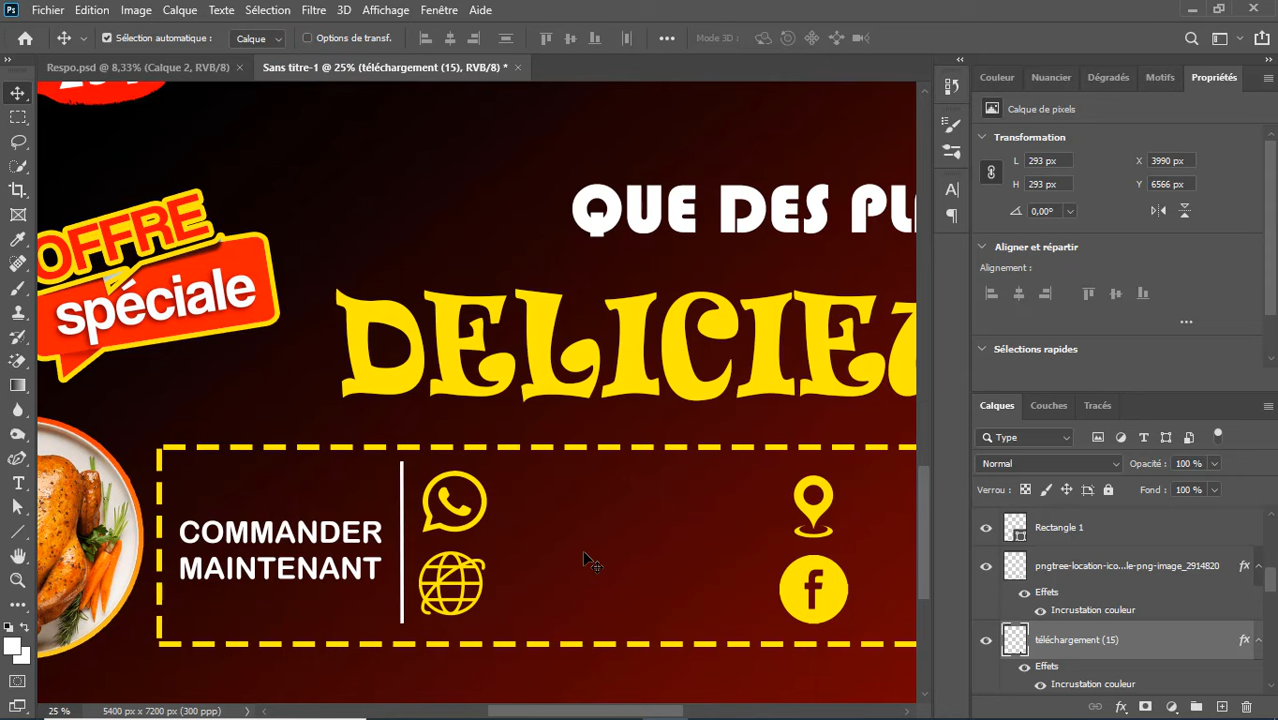 Ps Fichier Edition Image Calque Texte Sélection Filtre 3D Affichage Fenêtre Aide
Sélection automatique : Calque Options de transf. Mode 3D :
Respo.psd @ 8,33% (Calque 2, RVB/8) Sans titre-1 @ 25% (téléchargement (15), RVB/8) *
Couleur Nuancier Dégradés Motifs Propriétés
Calque de pixels
Transformation
L 293 px X 3990 px
H 293 px Y 6566 px
0,00°
Aligner et répartir
Alignement :
Sélections rapides
Calques Couches Tracés
Type
Normal Opacité : 100 %
Verrou : Fond : 100 %
Rectangle 1
pngtree-location-ico...le-png-image_2914820 fx
Effets
Incrustation couleur
téléchargement (15) fx
Effets
Incrustation couleur
QUE DES PL
OFFRE
spéciale
DELICIEU
COMMANDER
MAINTENANT
25 % 5400 px x 7200 px (300 ppp)